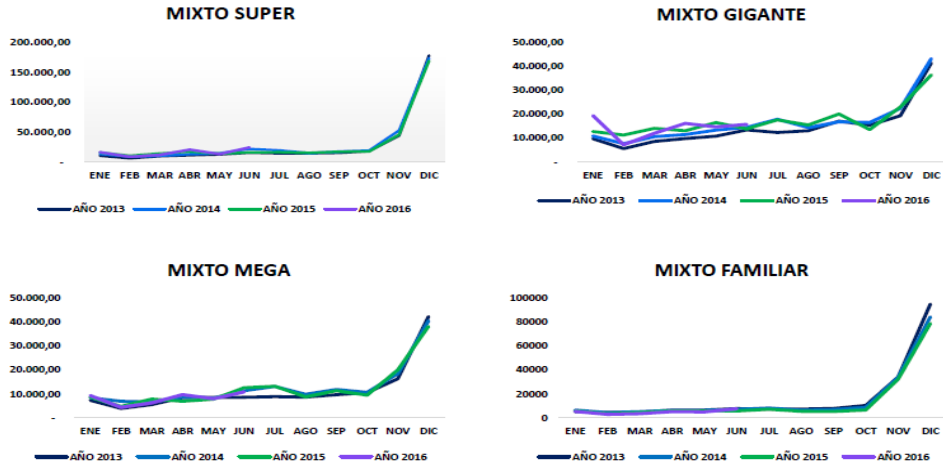 MIXTO SUPER
200.000,00
150.000,00
100.000,00
50.000,00
-
ENE FEB MAR ABR MAY JUN JUL AGO SEP OCT NOV DIC
AÑO 2013 AÑO 2014 AÑO 2015 AÑO 2016
MIXTO GIGANTE
50.000,00
40.000,00
30.000,00
20.000,00
10.000,00
-
ENE FEB MAR ABR MAY JUN JUL AGO SEP OCT NOV DIC
AÑO 2013 AÑO 2014 AÑO 2015 AÑO 2016
MIXTO MEGA
50.000,00
40.000,00
30.000,00
20.000,00
10.000,00
-
ENE FEB MAR ABR MAY JUN JUL AGO SEP OCT NOV DIC
AÑO 2013 AÑO 2014 AÑO 2015 AÑO 2016
MIXTO FAMILIAR
100000
80000
60000
40000
20000
0
ENE FEB MAR ABR MAY JUN JUL AGO SEP OCT NOV DIC
AÑO 2013 AÑO 2014 AÑO 2015 AÑO 2016